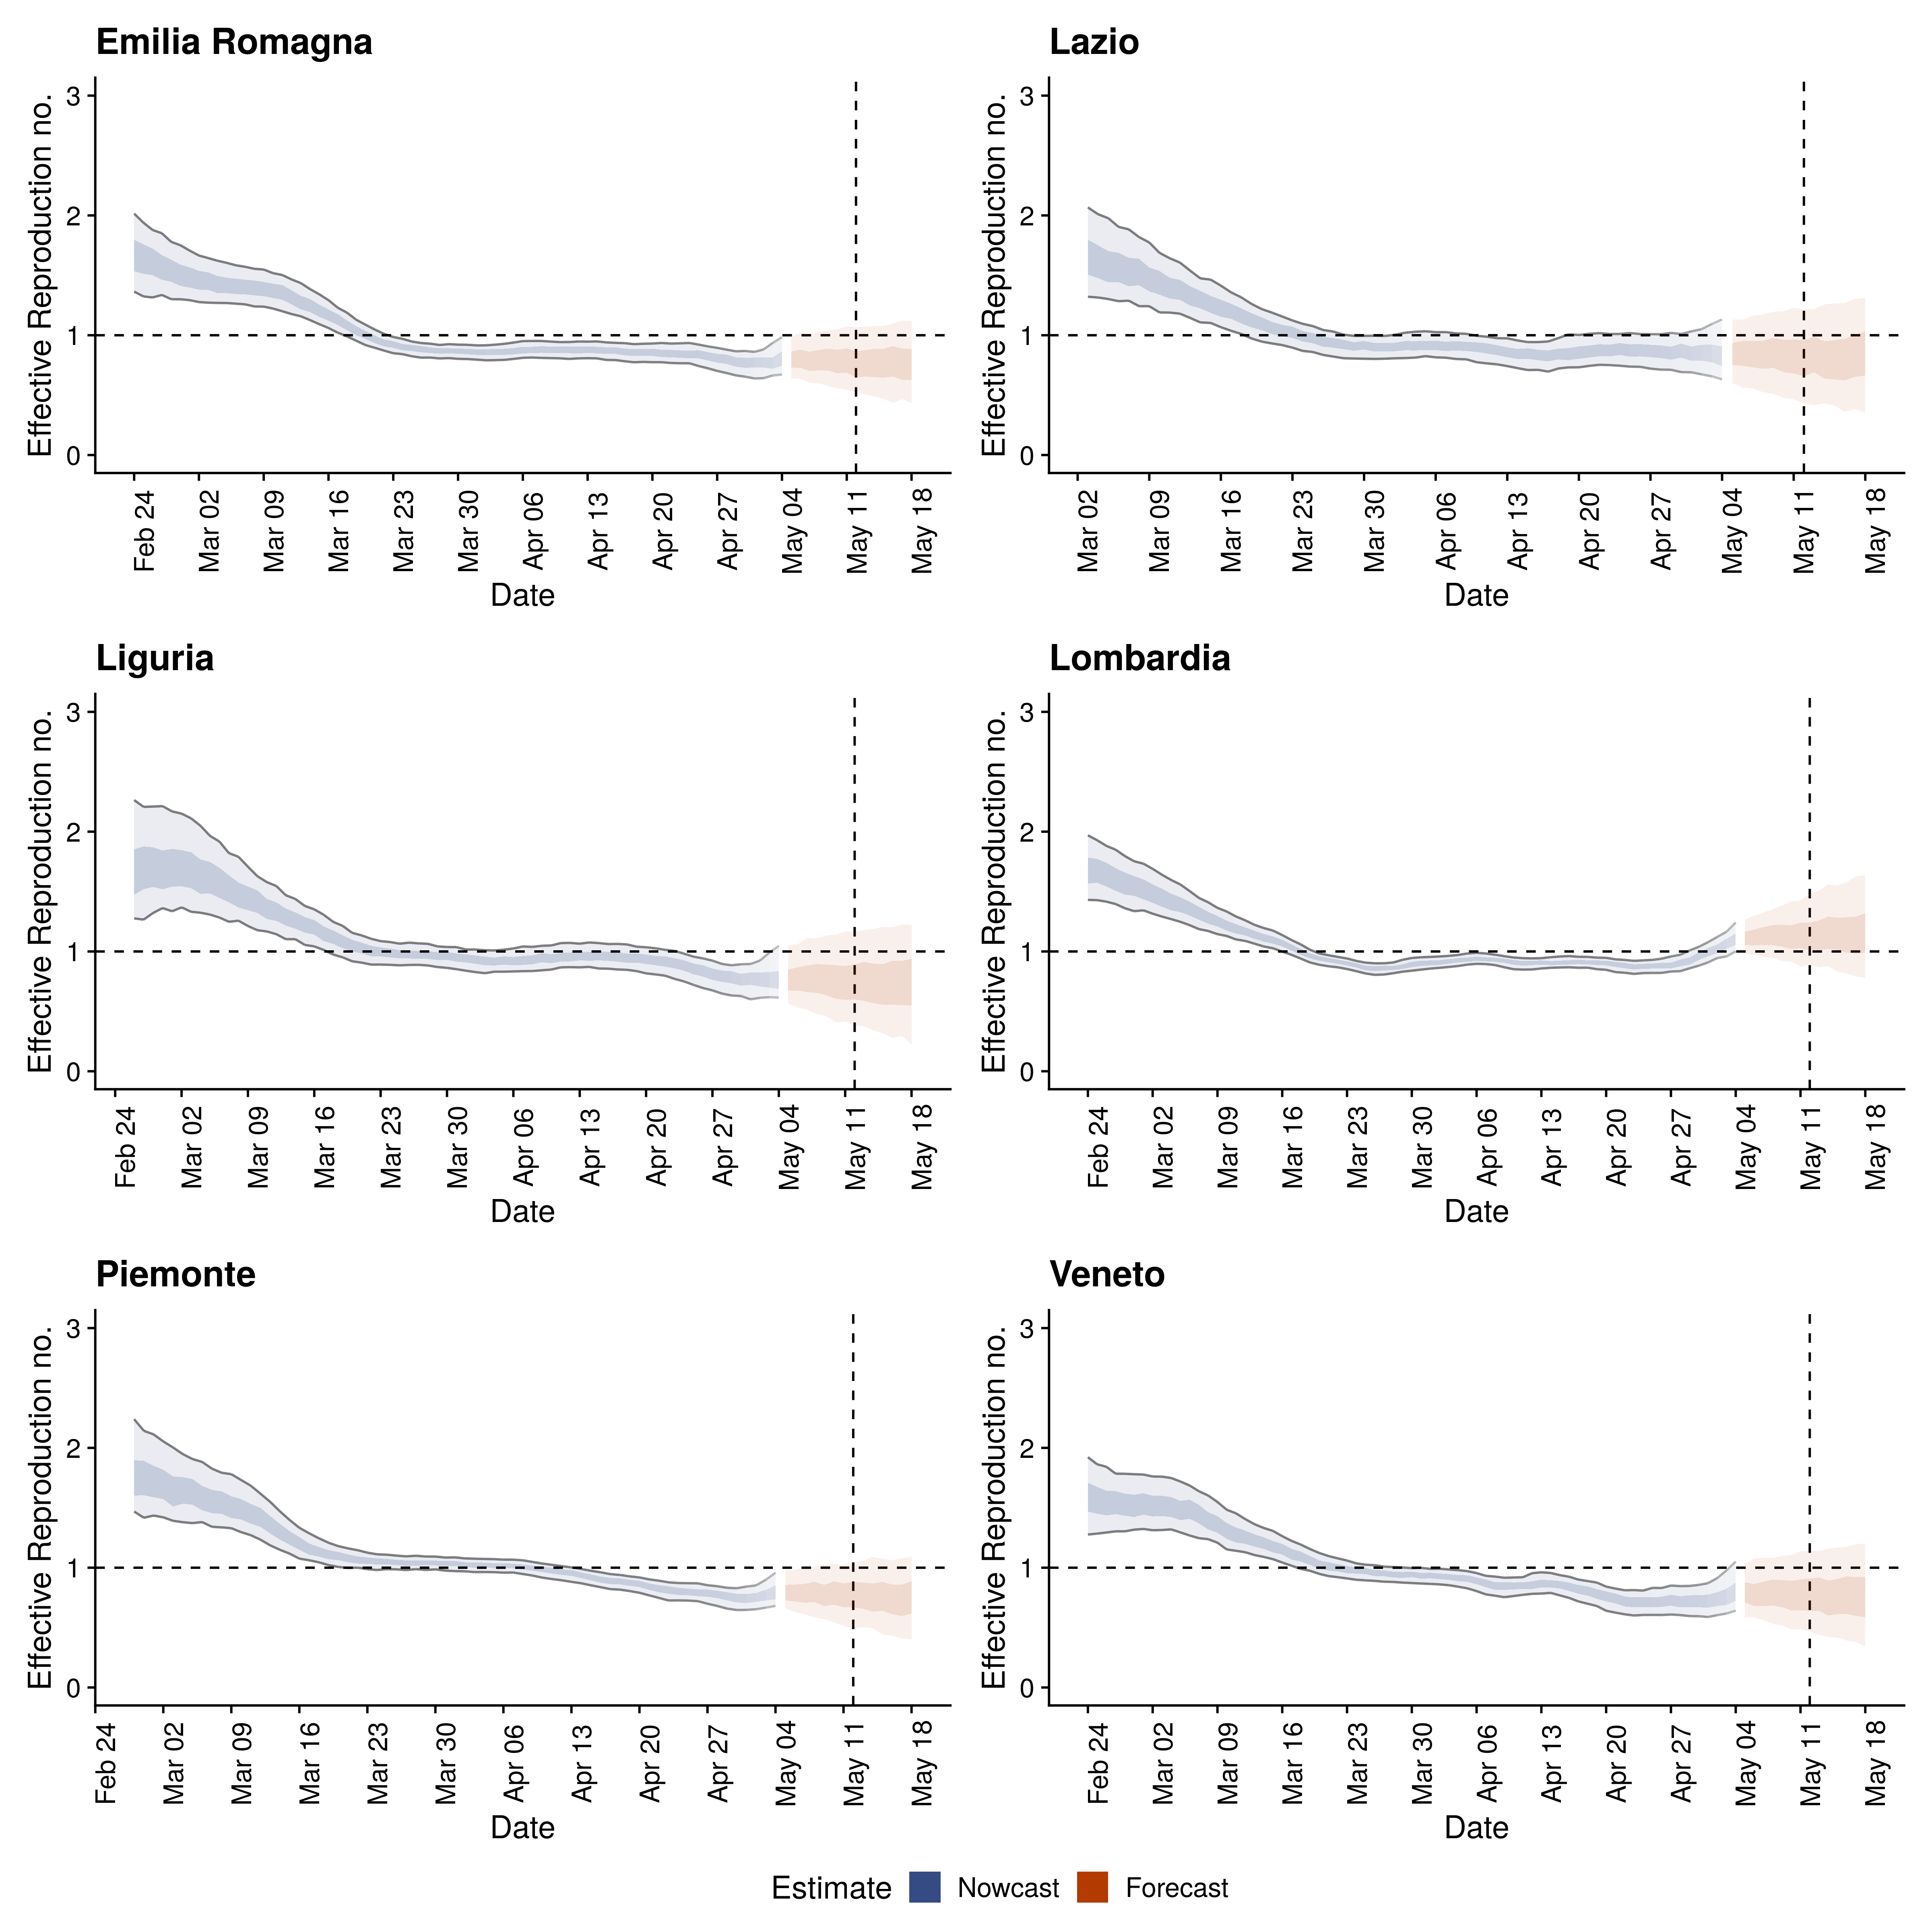 Emilia Romagna
Effective Reproduction no.
3
2
1
0
Feb 24
Mar 02
Mar 09
Mar 16
Mar 23
Mar 30
Apr 06
Apr 13
Apr 20
Apr 27
May 04
May 11
May 18
Date
Lazio
Effective Reproduction no.
3
2
1
0
Mar 02
Mar 09
Mar 16
Mar 23
Mar 30
Apr 06
Apr 13
Apr 20
Apr 27
May 04
May 11
May 18
Date
Liguria
Effective Reproduction no.
3
2
1
0
Feb 24
Mar 02
Mar 09
Mar 16
Mar 23
Mar 30
Apr 06
Apr 13
Apr 20
Apr 27
May 04
May 11
May 18
Date
Lombardia
Effective Reproduction no.
3
2
1
0
Feb 24
Mar 02
Mar 09
Mar 16
Mar 23
Mar 30
Apr 06
Apr 13
Apr 20
Apr 27
May 04
May 11
May 18
Date
Piemonte
Effective Reproduction no.
3
2
1
0
Feb 24
Mar 02
Mar 09
Mar 16
Mar 23
Mar 30
Apr 06
Apr 13
Apr 20
Apr 27
May 04
May 11
May 18
Date
Veneto
Effective Reproduction no.
3
2
1
0
Feb 24
Mar 02
Mar 09
Mar 16
Mar 23
Mar 30
Apr 06
Apr 13
Apr 20
Apr 27
May 04
May 11
May 18
Date
Estimate Nowcast Forecast